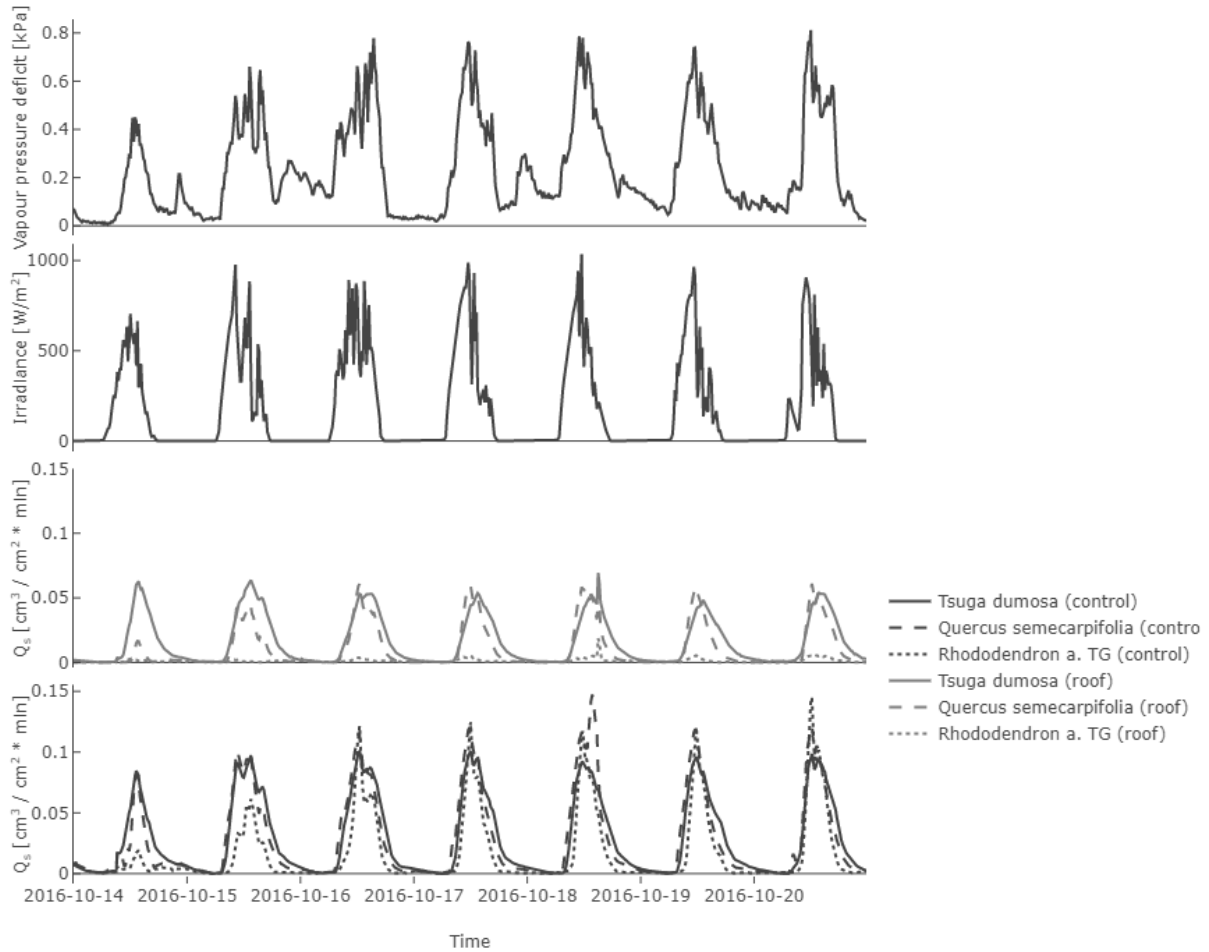 Vapour pressure deficit [kPa]
0.8
0.6
0.4
0.2
0
Irradiance [W/m²]
1000
500
0
Qₛ [cm³ / cm² * min]
0.15
0.1
0.05
0
Qₛ [cm³ / cm² * min]
0.15
0.1
0.05
0
2016-10-14
2016-10-15
2016-10-16
2016-10-17
2016-10-18
2016-10-19
2016-10-20
Time
Tsuga dumosa (control)
Quercus semecarpifolia (contro
Rhododendron a. TG (control)
Tsuga dumosa (roof)
Quercus semecarpifolia (roof)
Rhododendron a. TG (roof)